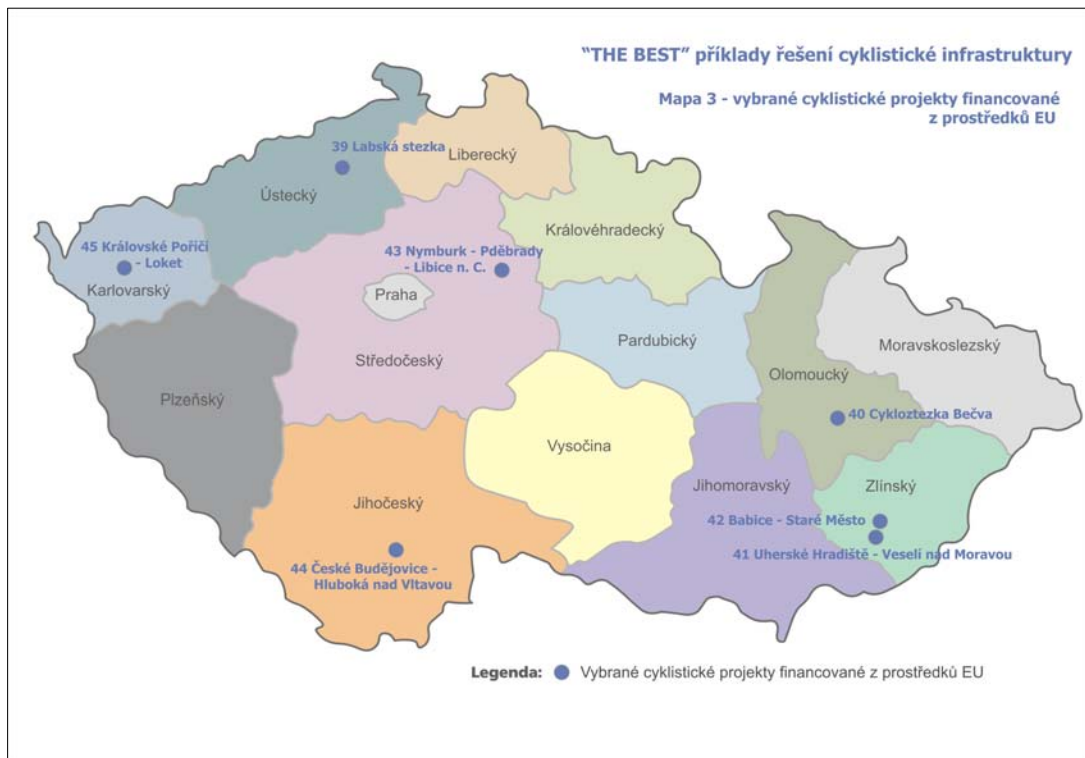 “THE BEST” příklady řešení cyklistické infrastruktury
Mapa 3 - vybrané cyklistické projekty financované
z prostředků EU
39 Labská stezka
Liberecký
Ústecký
Královéhradecký
45 Královské Poříčí
- Loket
Karlovarský
43 Nymburk - Pděbrady
- Libice n. C.
Praha
Středočeský
Pardubický
Moravskoslezský
Olomoucký
Plzeňský
40 Cykloztezka Bečva
Vysočina
Jihočeský
Jihomoravský
Zlínský
42 Babice - Staré Město
41 Uherské Hradiště - Veselí nad Moravou
44 České Budějovice -
Hluboká nad Vltavou
Legenda: Vybrané cyklistické projekty financované z prostředků EU